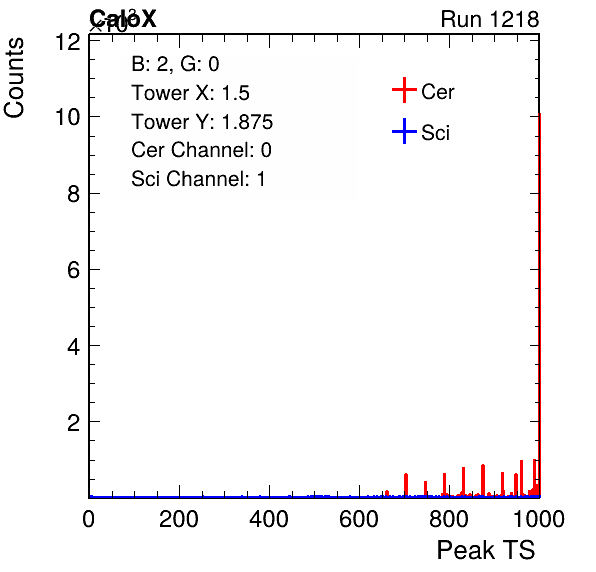 CaloX
×10³
Run 1218
Counts
B: 2, G: 0
Tower X: 1.5
Tower Y: 1.875
Cer Channel: 0
Sci Channel: 1
Cer
Sci
12
10
8
6
4
2
0 200 400 600 800 1000
Peak TS